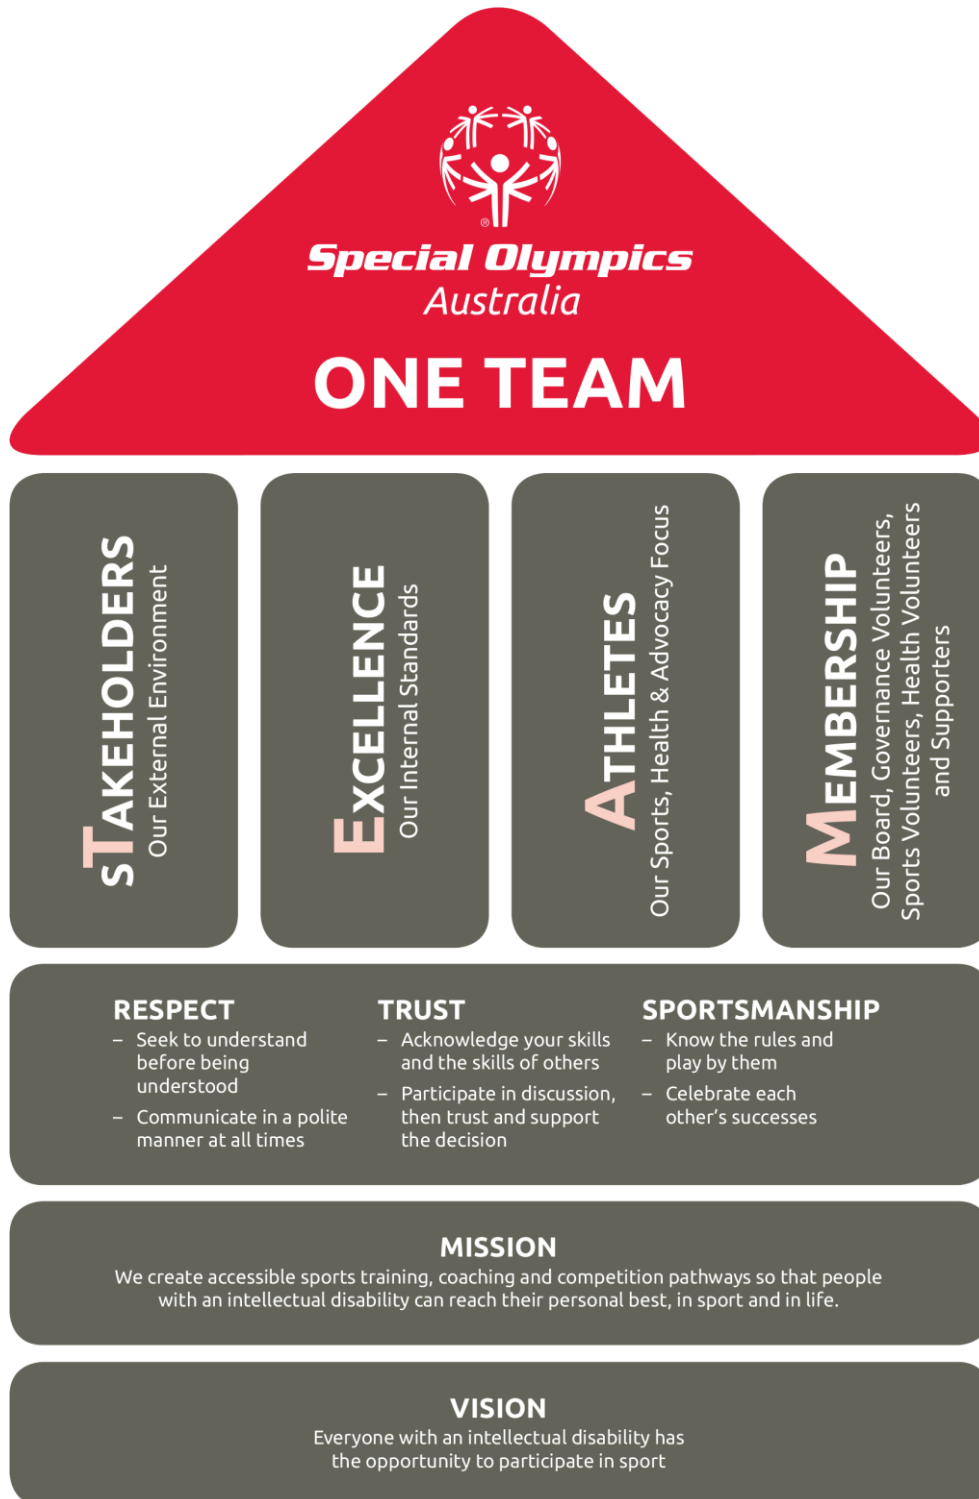 ®
Special Olympics
Australia
ONE TEAM
sTAKEHOLDERS
Our External Environment
EXCELLENCE
Our Internal Standards
ATHLETES
Our Sports, Health & Advocacy Focus
MEMBERSHIP
Our Board, Governance Volunteers,
Sports Volunteers, Health Volunteers
and Supporters
RESPECT
– Seek to understand
before being
understood
– Communicate in a polite
manner at all times
TRUST
– Acknowledge your skills
and the skills of others
– Participate in discussion,
then trust and support
the decision
SPORTSMANSHIP
– Know the rules and
play by them
– Celebrate each
other’s successes
MISSION
We create accessible sports training, coaching and competition pathways so that people
with an intellectual disability can reach their personal best, in sport and in life.
VISION
Everyone with an intellectual disability has
the opportunity to participate in sport